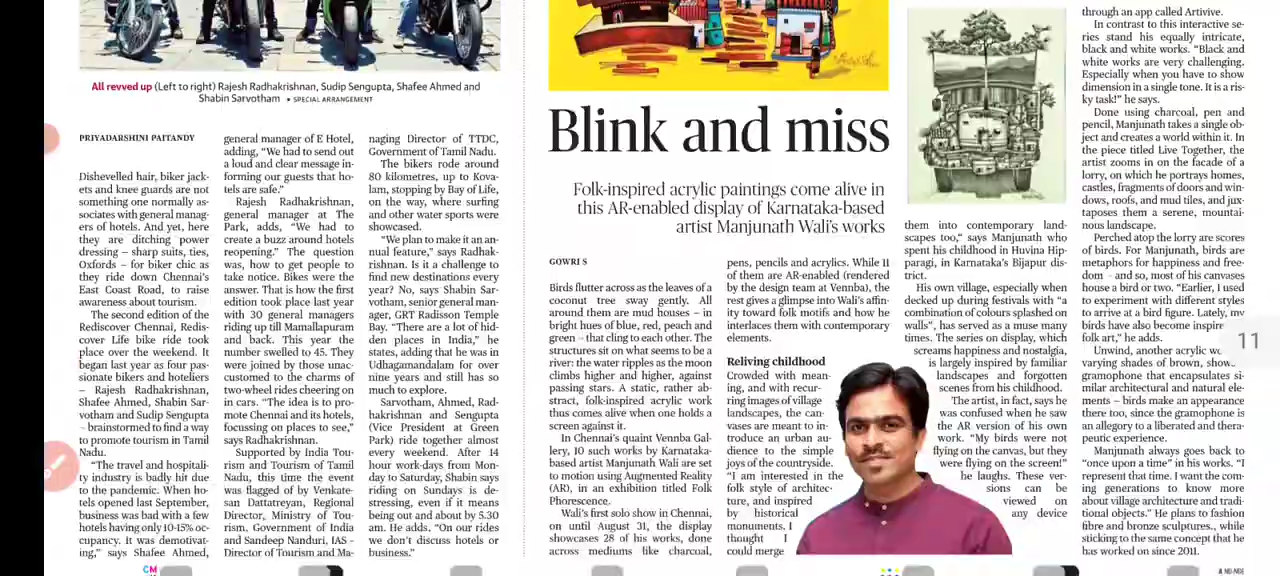 All revved up (Left to right) Rajesh Radhakrishnan, Sudip Sengupta, Shafee Ahmed and
Shabin Sarvotham • SPECIAL ARRANGEMENT
PRIYADARSHINI PAITANDY
Dishevelled hair, biker jack-
ets and knee guards are not
something one normally as-
sociates with general manag-
ers of hotels. And yet, here
they are ditching power
dressing – sharp suits, ties,
Oxfords – for biker chic as
they ride down Chennai's
East Coast Road, to raise
awareness about tourism.
The second edition of the
Rediscover Chennai, Redis-
cover Life bike ride took
place over the weekend. It
began last year as four pas-
sionate bikers and hoteliers
– Rajesh Radhakrishnan,
Shafee Ahmed, Shabin Sar-
votham and Sudip Sengupta
– brainstormed to find a way
to promote tourism in Tamil
Nadu.
"The travel and hospitali-
ty industry is badly hit due
to the pandemic. When ho-
tels opened last September,
business was bad with a few
hotels having only 10-15% oc-
cupancy. It was demotivat-
ing," says Shafee Ahmed,
general manager of E Hotel,
adding, "We had to send out
a loud and clear message in-
forming our guests that ho-
tels are safe."
Rajesh Radhakrishnan,
general manager at The
Park, adds, "We had to
create a buzz around hotels
reopening." The question
was, how to get people to
take notice. Bikes were the
answer. That is how the first
edition took place last year
with 30 general managers
riding up till Mamallapuram
and back. This year the
number swelled to 45. They
were joined by those unac-
customed to the charms of
two-wheel rides cheering on
in cars. "The idea is to pro-
mote Chennai and its hotels,
focussing on places to see,"
says Radhakrishnan.
Supported by India Tou-
rism and Tourism of Tamil
Nadu, this time the event
was flagged of by Venkate-
san Dattatreyan, Regional
Director, Ministry of Tou-
rism, Government of India
and Sandeep Nanduri, IAS –
Director of Tourism and Ma-
naging Director of TTDC,
Government of Tamil Nadu.
The bikers rode around
80 kilometres, up to Kova-
lam, stopping by Bay of Life,
on the way, where surfing
and other water sports were
showcased.
"We plan to make it an an-
nual feature," says Radhak-
rishnan. Is it a challenge to
find new destinations every
year? No, says Shabin Sar-
votham, senior general man-
ager, GRT Radisson Temple
Bay. "There are a lot of hid-
den places in India," he
states, adding that he was in
Udhagamandalam for over
nine years and still has so
much to explore.
Sarvotham, Ahmed, Rad-
hakrishnan and Sengupta
(Vice President at Green
Park) ride together almost
every weekend. After 14
hour work-days from Mon-
day to Saturday, Shabin says
riding on Sundays is de-
stressing, even if it means
being out and about by 5.30
am. He adds, "On our rides
we don't discuss hotels or
business."
Blink and miss
Folk-inspired acrylic paintings come alive in
this AR-enabled display of Karnataka-based
artist Manjunath Wali's works
GOWRI S
Birds flutter across as the leaves of a
coconut tree sway gently. All
around them are mud houses – in
bright hues of blue, red, peach and
green – that cling to each other. The
structures sit on what seems to be a
river: the water ripples as the moon
climbs higher and higher, against
passing stars. A static, rather ab-
stract, folk-inspired acrylic work
thus comes alive when one holds a
screen against it.
In Chennai's quaint Vennba Gal-
lery, 10 such works by Karnataka-
based artist Manjunath Wali are set
to motion using Augmented Reality
(AR), in an exhibition titled Folk
Phorescence.
Wali's first solo show in Chennai,
on until August 31, the display
showcases 28 of his works, done
across mediums like charcoal,
pens, pencils and acrylics. While 11
of them are AR-enabled (rendered
by the design team at Vennba), the
rest gives a glimpse into Wali's affin-
ity toward folk motifs and how he
interlaces them with contemporary
elements.
Reliving childhood
Crowded with mean-
ing, and with recur-
ring images of village
landscapes, the can-
vases are meant to in-
troduce an urban au-
dience to the simple
joys of the countryside.
"I am interested in the
folk style of architec-
ture, and inspired
by historical
monuments. I
thought I
could merge
them into contemporary land-
scapes too," says Manjunath who
spent his childhood in Huvina Hip-
paragi, in Karnataka's Bijapur dis-
trict.
His own village, especially when
decked up during festivals with "a
combination of colours splashed on
walls", has served as a muse many
times. The series on display, which
screams happiness and nostalgia,
is largely inspired by familiar
landscapes and forgotten
scenes from his childhood.
The artist, in fact, says he
was confused when he saw
the AR version of his own
work. "My birds were not
flying on the canvas, but they
were flying on the screen!"
he laughs. These ver-
sions can be
viewed on
any device
through an app called Artivive.
In contrast to this interactive se-
ries stand his equally intricate,
black and white works. "Black and
white works are very challenging.
Especially when you have to show
dimension in a single tone. It is a ris-
ky task!" he says.
Done using charcoal, pen and
pencil, Manjunath takes a single ob-
ject and creates a world within it. In
the piece titled Live Together, the
artist zooms in on the facade of a
lorry, on which he portrays homes,
castles, fragments of doors and win-
dows, roofs, and mud tiles, and jux-
taposes them a serene, mountai-
nous landscape.
Perched atop the lorry are scores
of birds. For Manjunath, birds are
metaphors for happiness and free-
dom – and so, most of his canvases
house a bird or two. "Earlier, I used
to experiment with different styles
to arrive at a bird figure. Lately, my
birds have also become inspire
folk art," he adds.
Unwind, another acrylic wo
varying shades of brown, show
gramophone that encapsulates si-
milar architectural and natural ele-
ments – birds make an appearance
there too, since the gramophone is
an allegory to a liberated and thera-
peutic experience.
Manjunath always goes back to
"once upon a time" in his works. "I
represent that time. I want the com-
ing generations to know more
about village architecture and tradi-
tional objects." He plans to fashion
fibre and bronze sculptures., while
sticking to the same concept that he
has worked on since 2011.
11
CM
A ND-NDE